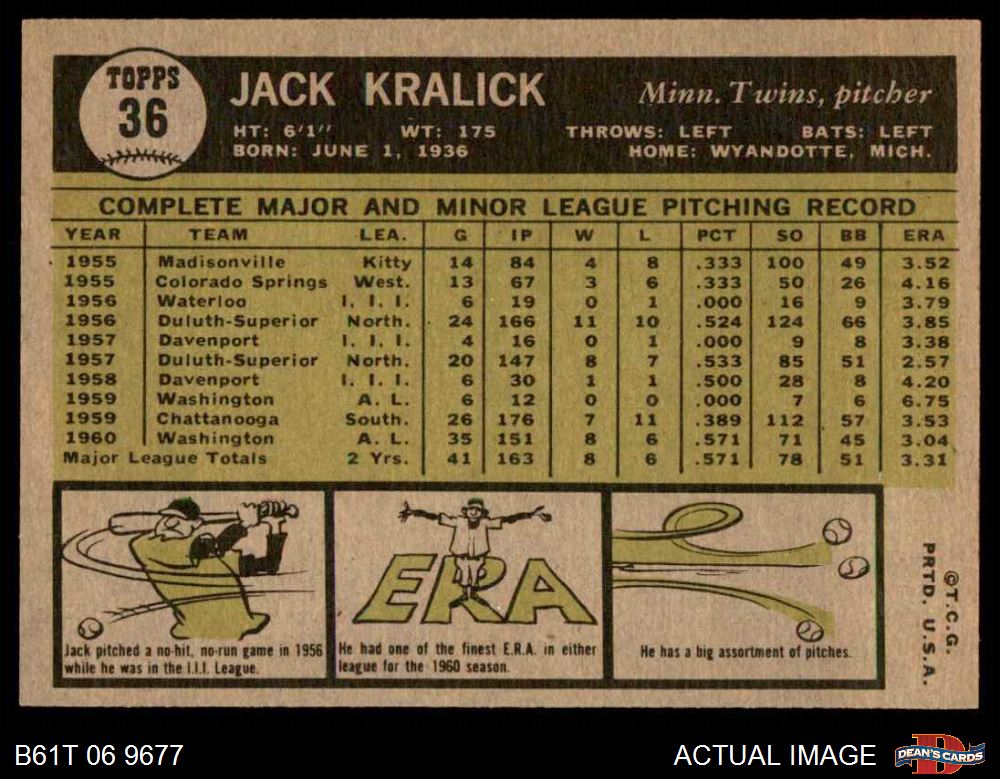 TOPPS
36
JACK KRALICK
Minn. Twins, pitcher
HT: 6'1" WT: 175 THROWS: LEFT BATS: LEFT
BORN: JUNE 1, 1936 HOME: WYANDOTTE, MICH.
COMPLETE MAJOR AND MINOR LEAGUE PITCHING RECORD
YEAR TEAM LEA. G IP W L PCT SO BB ERA
1955 Madisonville Kitty 14 84 4 8 .333 100 49 3.52
1955 Colorado Springs West. 13 67 3 6 .333 50 26 4.16
1956 Waterloo I. I. I. 6 19 0 1 .000 16 9 3.79
1956 Duluth-Superior North. 24 166 11 10 .524 124 66 3.85
1957 Davenport I. I. I. 4 16 0 1 .000 9 8 3.38
1957 Duluth-Superior North. 20 147 8 7 .533 85 51 2.57
1958 Davenport I. I. I. 6 30 1 1 .500 28 8 4.20
1959 Washington A. L. 6 12 0 0 .000 7 6 6.75
1959 Chattanooga South. 26 176 7 11 .389 112 57 3.53
1960 Washington A. L. 35 151 8 6 .571 71 45 3.04
Major League Totals 2 Yrs. 41 163 8 6 .571 78 51 3.31
Jack pitched a no-hit, no-run game in 1956
while he was in the I.I.I. League.
ERA
He had one of the finest E.R.A. in either
league for the 1960 season.
He has a big assortment of pitches.
©T.C.G.
PRTD. U.S.A.
B61T 06 9677
ACTUAL IMAGE
D
DEAN'S CARDS